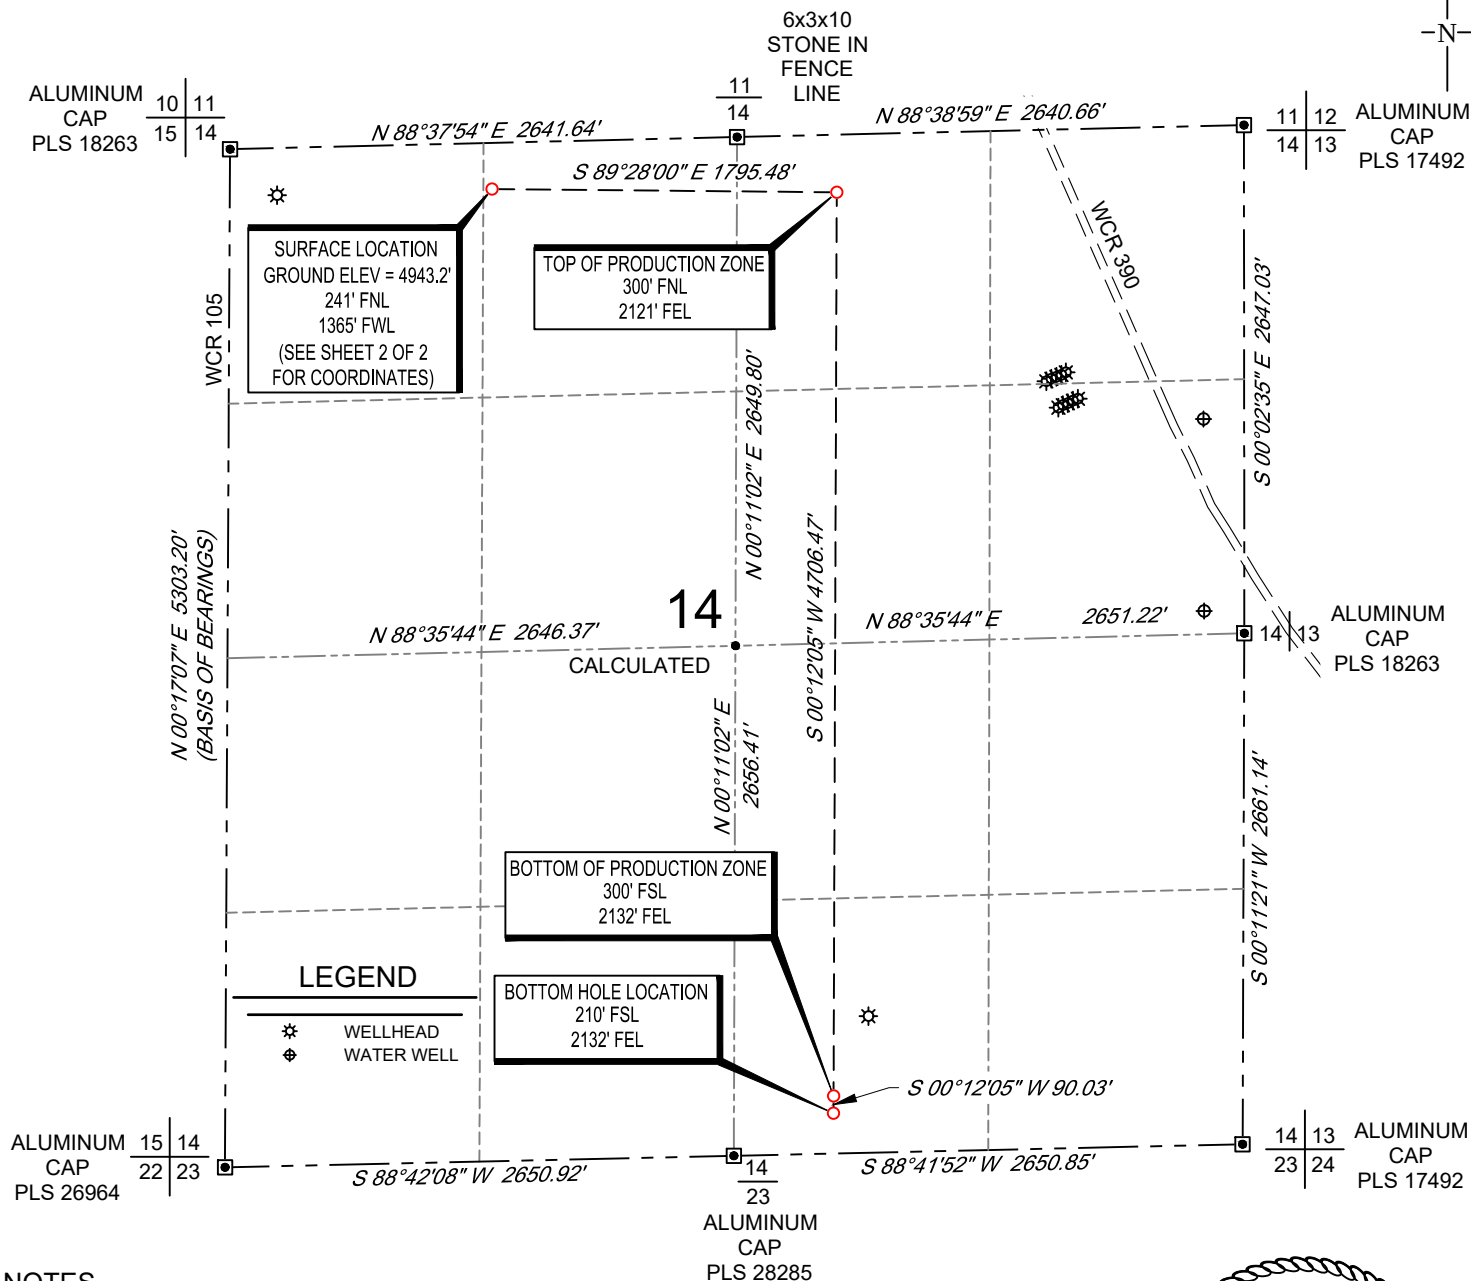 6x3x10
STONE IN
FENCE
LINE
N
ALUMINUM
CAP
PLS 18263
10 11
15 14
11
14
N 88°37'54" E 2641.64'
N 88°38'59" E 2640.66'
11 12
14 13
ALUMINUM
CAP
PLS 17492
S 89°28'00" E 1795.48'
SURFACE LOCATION
GROUND ELEV = 4943.2'
241' FNL
1365' FWL
(SEE SHEET 2 OF 2
FOR COORDINATES)
TOP OF PRODUCTION ZONE
300' FNL
2121' FEL
WCR 390
WCR 105
N 00°11'02" E 2649.80'
S 00°02'35" E 2647.03'
N 00°17'07" E 5303.20'
(BASIS OF BEARINGS)
S 00°12'05" W 4706.47'
14
N 88°35'44" E 2646.37'
CALCULATED
N 88°35'44" E 2651.22'
14 13
ALUMINUM
CAP
PLS 18263
N 00°11'02" E
2656.41'
S 00°11'21" W 2661.14'
BOTTOM OF PRODUCTION ZONE
300' FSL
2132' FEL
LEGEND
WELLHEAD
WATER WELL
BOTTOM HOLE LOCATION
210' FSL
2132' FEL
S 00°12'05" W 90.03'
ALUMINUM
CAP
PLS 26964
15 14
22 23
S 88°42'08" W 2650.92'
14
23
ALUMINUM
CAP
PLS 28285
S 88°41'52" W 2650.85'
14 13
23 24
ALUMINUM
CAP
PLS 17492
NOTES